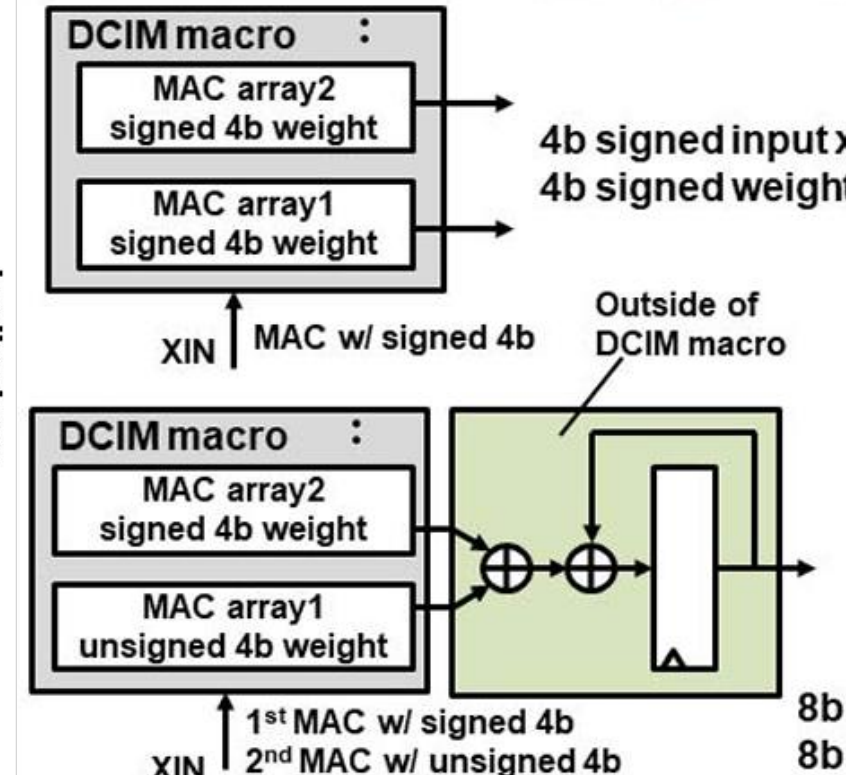 DCIM macro :
MAC array2
signed 4b weight
MAC array1
signed 4b weight
4b signed input x
4b signed weight
XIN
MAC w/ signed 4b
Outside of
DCIM macro
DCIM macro :
MAC array2
signed 4b weight
MAC array1
unsigned 4b weight
XIN
1st MAC w/ signed 4b
2nd MAC w/ unsigned 4b
8b
8b